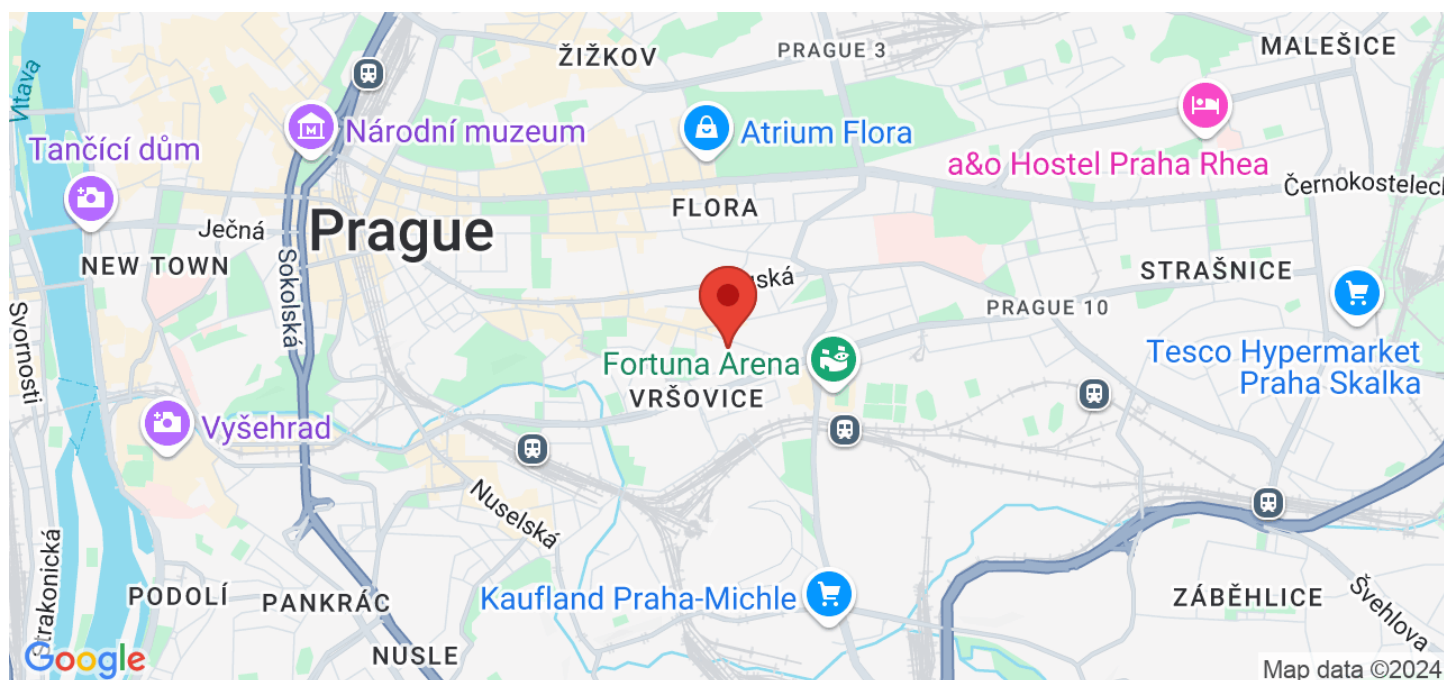 ŽIŽKOV
PRAGUE 3
MALEŠICE
Vltava
Národní muzeum
Atrium Flora
Tančící dům
a&o Hostel Praha Rhea
Černokostelech
FLORA
Ječná
Prague
NEW TOWN
Sokolská
uská
STRAŠNICE
PRAGUE 10
Svornosti
Fortuna Arena
Tesco Hypermarket
Praha Skalka
VRŠOVICE
Vyšehrad
Nuselská
Strakonická
PODOLÍ
PANKRÁC
Kaufland Praha-Michle
ZÁBĚHLICE
Švehlova
NUSLE
Google
Map data ©2024